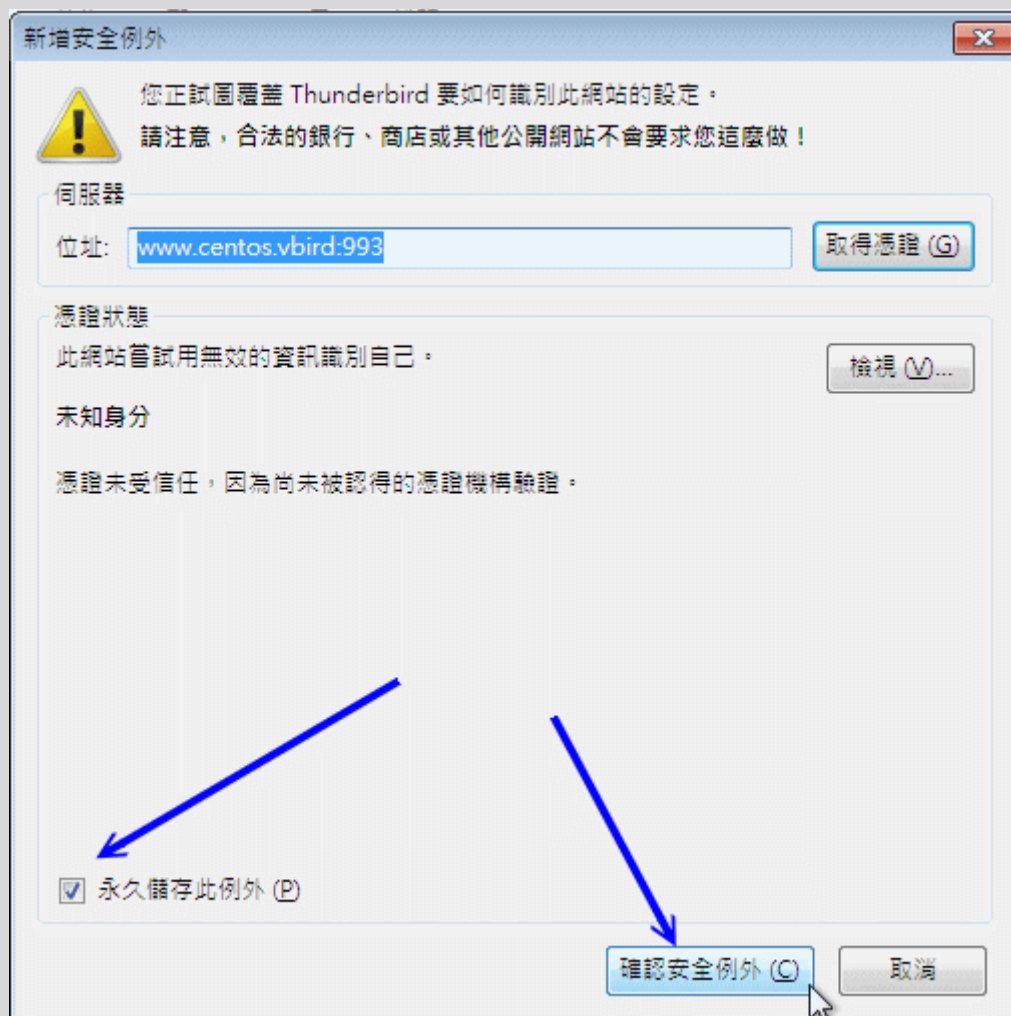 新增安全例外
您正試圖覆蓋 Thunderbird 要如何識別此網站的設定。
請注意，合法的銀行、商店或其他公開網站不會要求您這麼做！
伺服器
位址: www.centos.vbird:993 取得憑證 (G)
憑證狀態
此網站嘗試用無效的資訊識別自己。 檢視 (V)...
未知身分
憑證未受信任，因為尚未被認得的憑證機構驗證。
永久儲存此例外 (P)
確認安全例外 (C) 取消